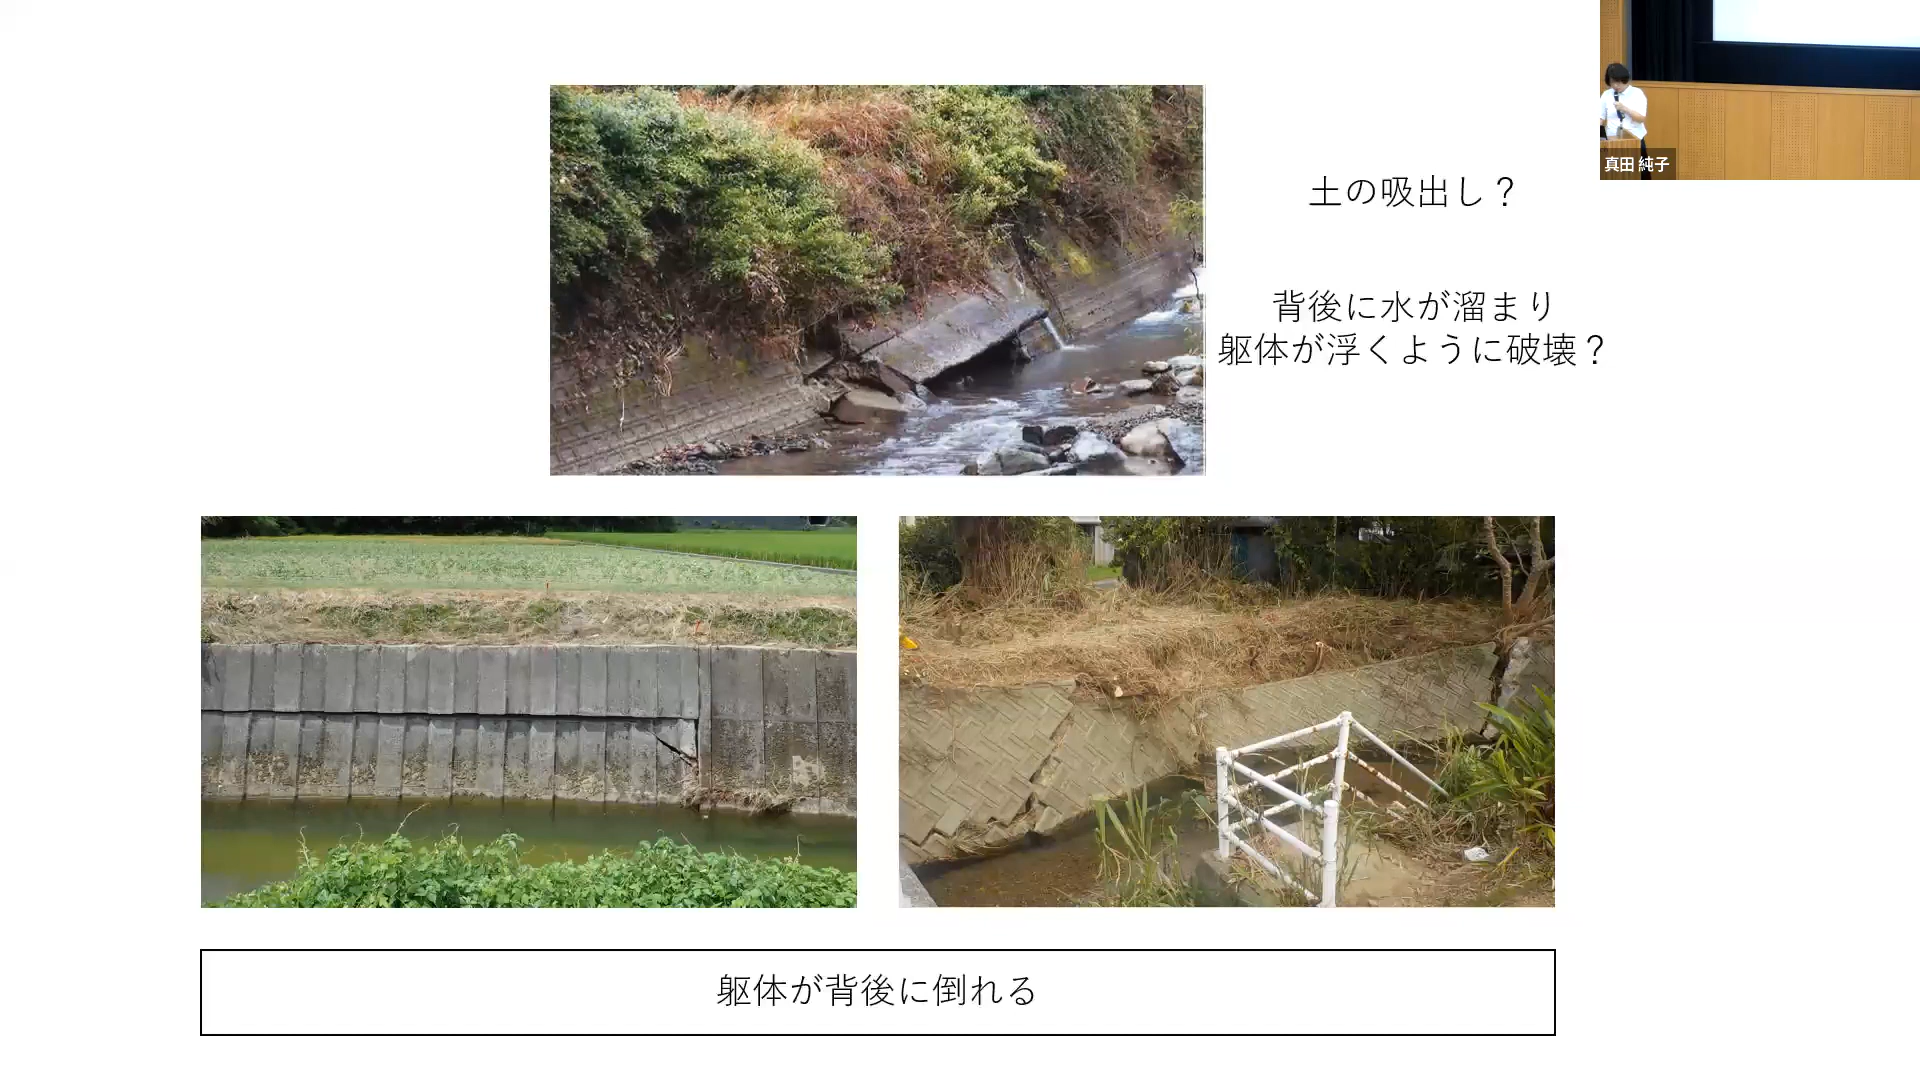 真田 純子
土の吸出し？
背後に水が溜まり
躯体が浮くように破壊？
躯体が背後に倒れる